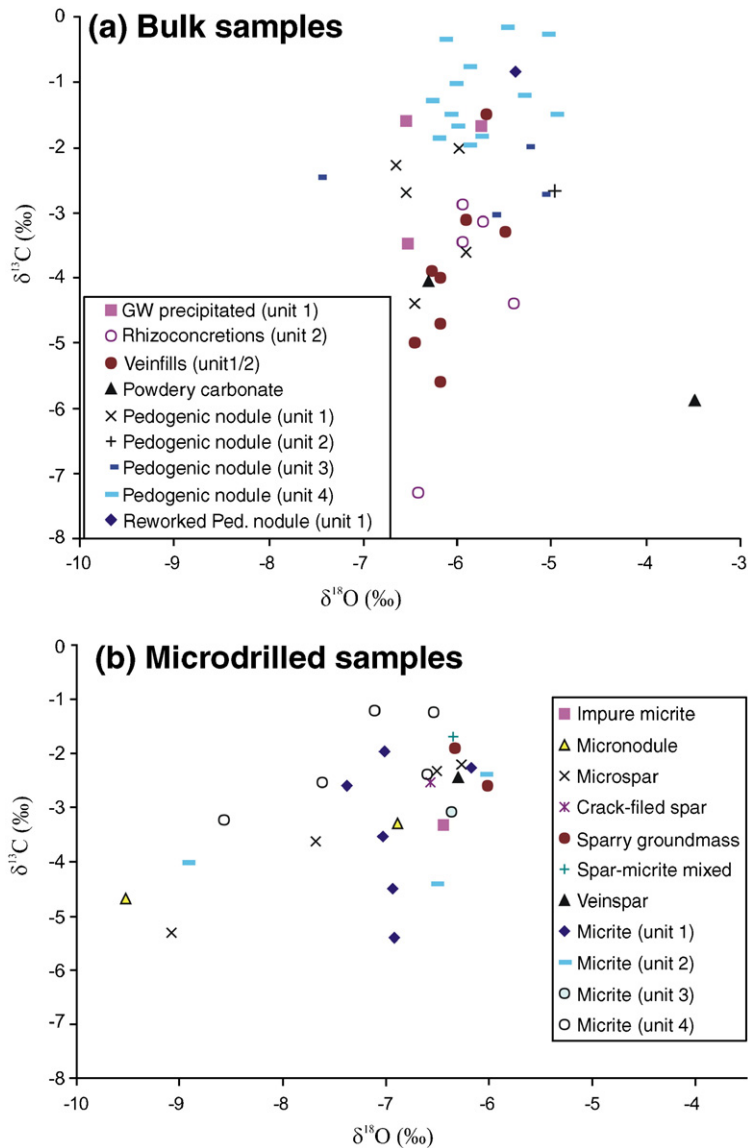 (a) Bulk samples
0
-1
-2
-3
-4
-5
-6
-7
-8
δ¹³C (‰)
GW precipitated (unit 1)
Rhizoconcretions (unit 2)
Veinfills (unit1/2)
Powdery carbonate
Pedogenic nodule (unit 1)
Pedogenic nodule (unit 2)
Pedogenic nodule (unit 3)
Pedogenic nodule (unit 4)
Reworked Ped. nodule (unit 1)
-10 -9 -8 -7 -6 -5 -4 -3
δ¹⁸O (‰)
(b) Microdrilled samples
0
-1
-2
-3
-4
-5
-6
-7
-8
δ¹³C (‰)
Impure micrite
Micronodule
Microspar
Crack-filed spar
Sparry groundmass
Spar-micrite mixed
Veinspar
Micrite (unit 1)
Micrite (unit 2)
Micrite (unit 3)
Micrite (unit 4)
-10 -9 -8 -7 -6 -5 -4
δ¹⁸O (‰)